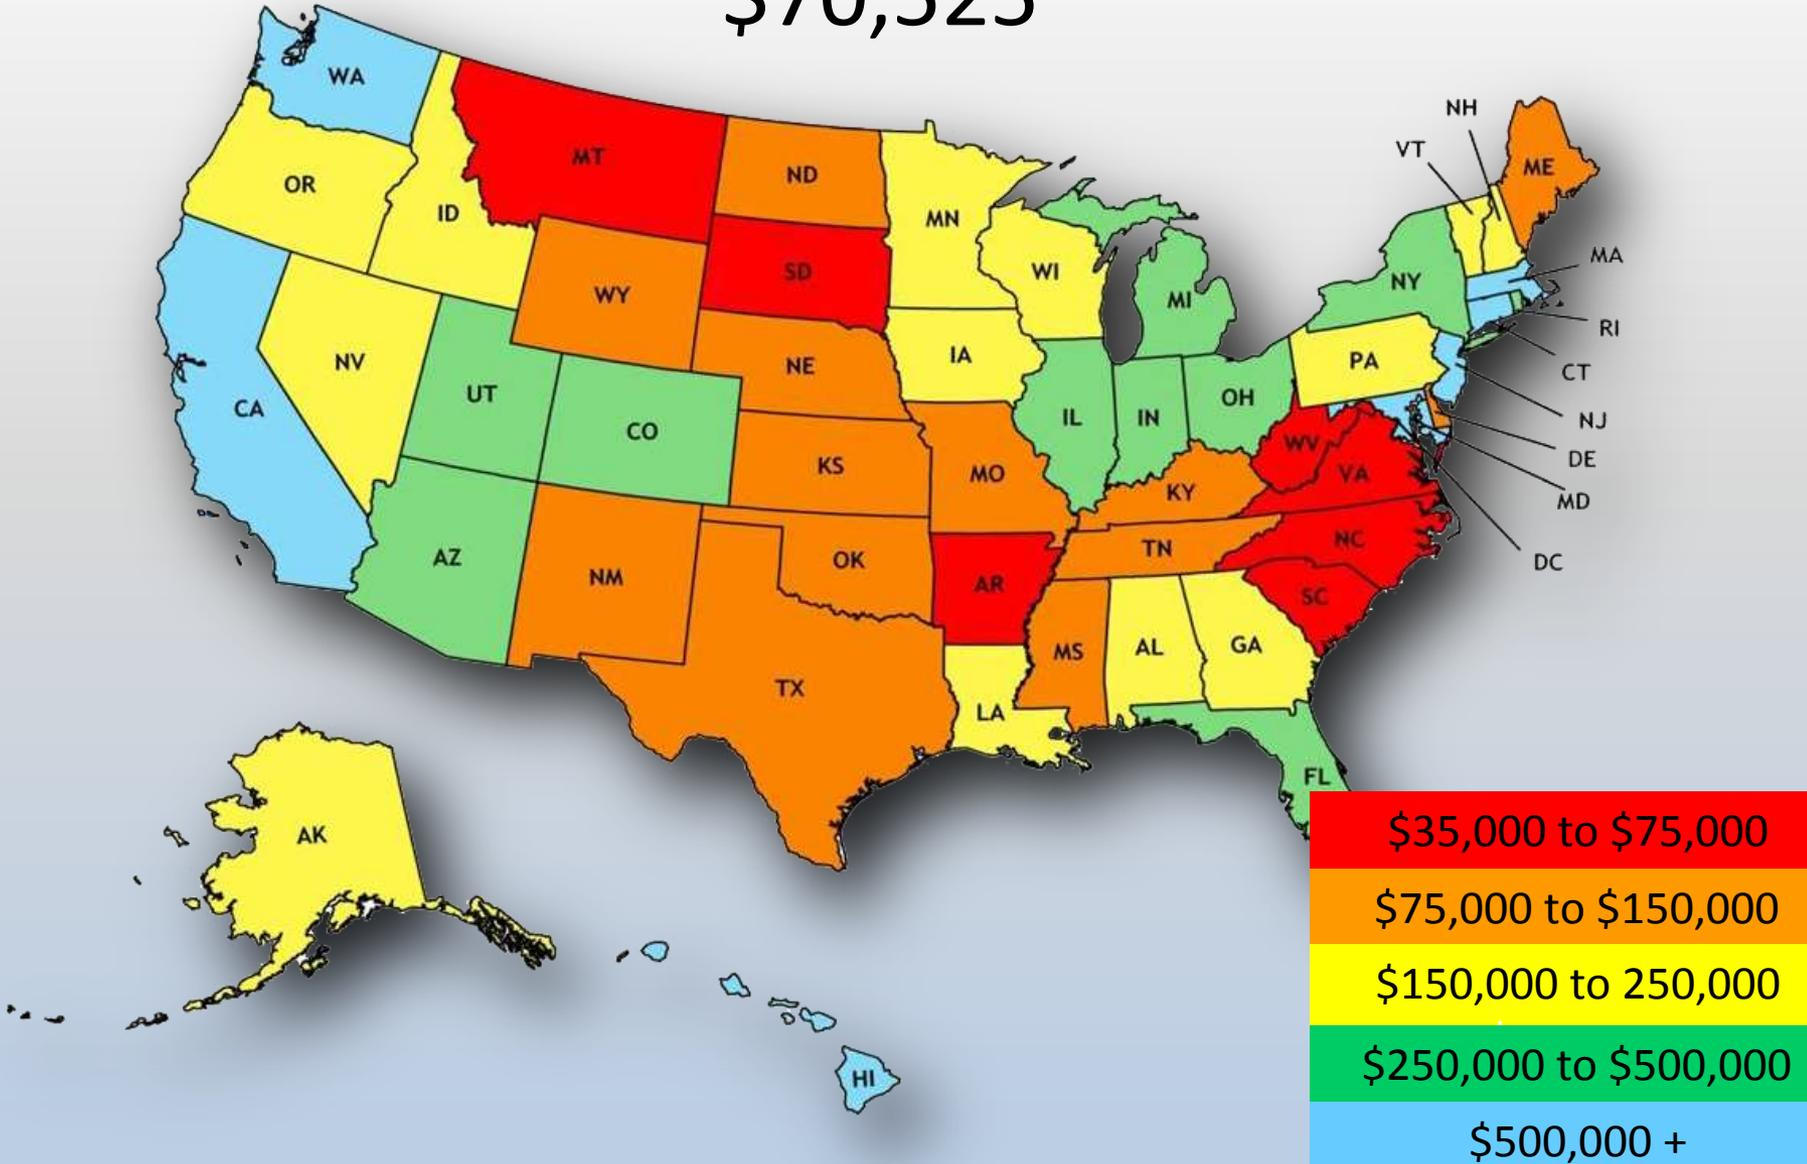 WA
NH
VT
MT
ND
ME
OR
ID
MN
MA
SD
WI
NY
WY
MI
RI
IA
NV
NE
PA
CT
UT
CA
CO
IL
IN
OH
NJ
WV
DE
KS
MO
VA
KY
MD
NC
TN
AZ
OK
DC
NM
AR
SC
AL
GA
MS
TX
LA
FL
AK
HI
$35,000 to $75,000
$75,000 to $150,000
$150,000 to 250,000
$250,000 to $500,000
$500,000 +